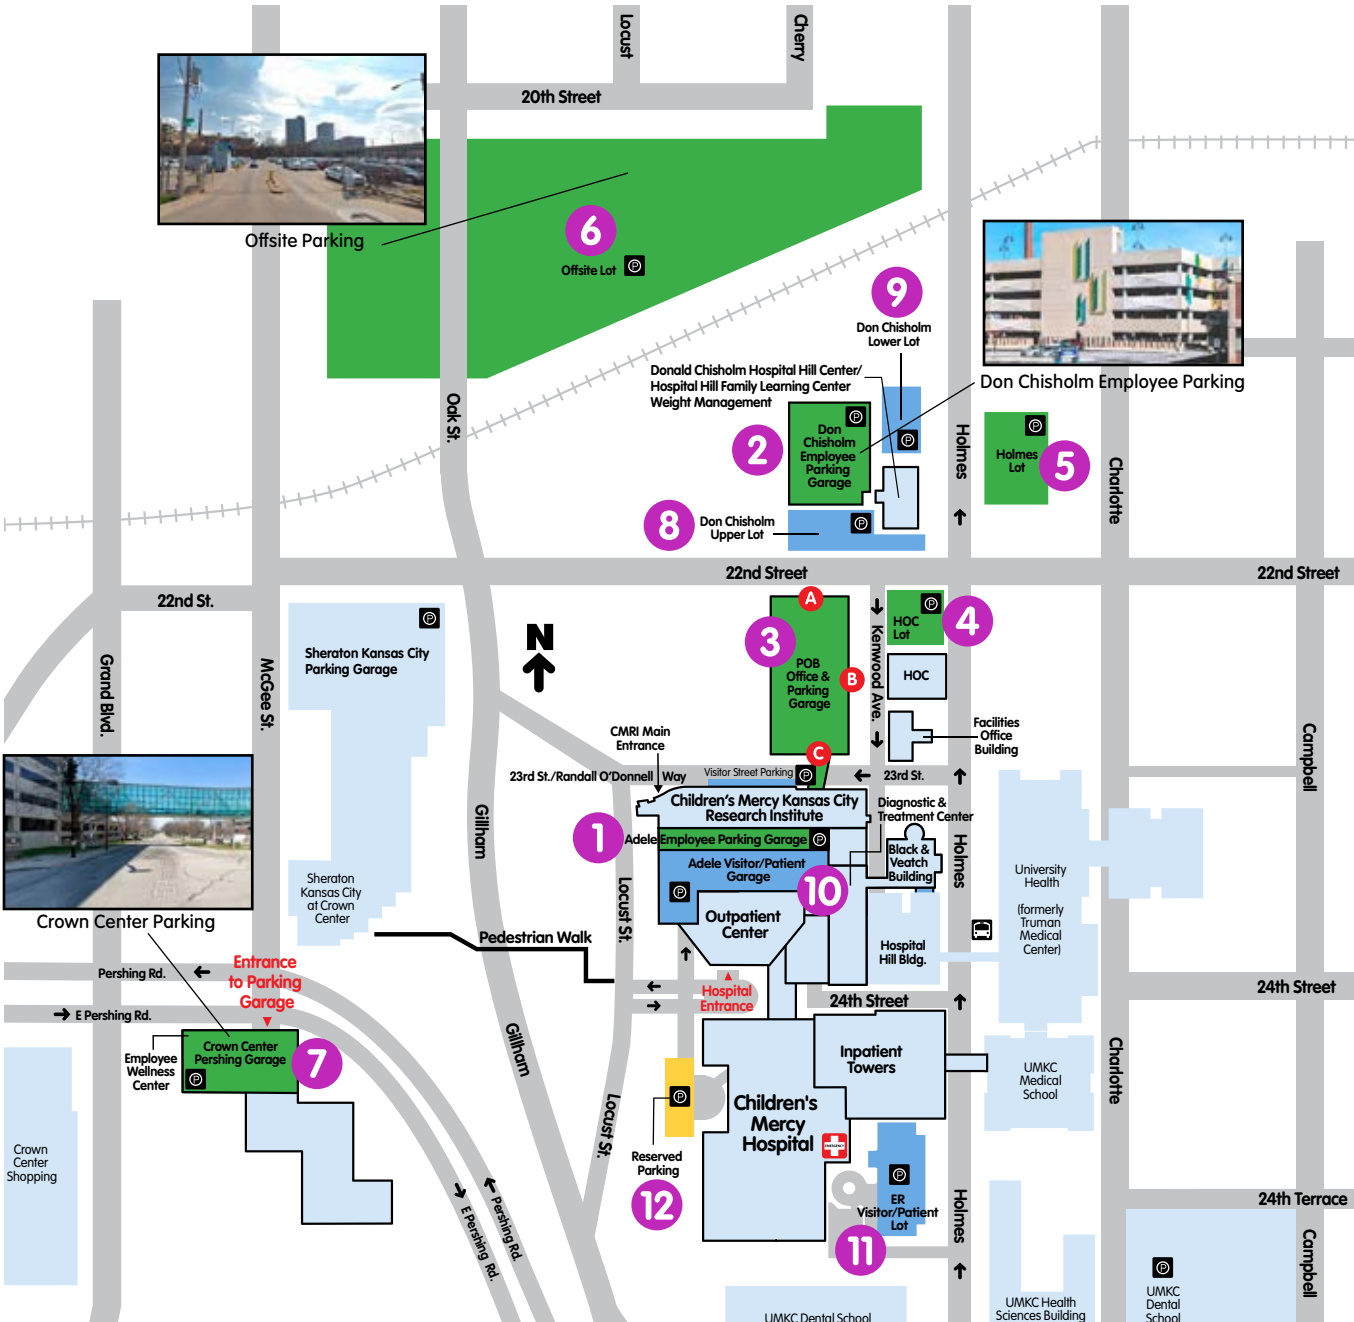 Locust
Cherry
20th Street
Offsite Parking
6
Offsite Lot
P
9
Don Chisholm
Lower Lot
Donald Chisholm Hospital Hill Center/
Hospital Hill Family Learning Center
Weight Management
Don Chisholm Employee Parking
Oak St.
2
Don
Chisholm
Employee
Parking
Garage
P
P
Holmes
Holmes
Lot
P
5
Charlotte
8
Don Chisholm
Upper Lot
P
22nd Street
22nd Street
22nd St.
A
3
POB
Office &
Parking
Garage
B
C
Kenwood Ave.
HOC
Lot
P
4
HOC
Facilities
Office
Building
Sheraton Kansas City
Parking Garage
P
N
Grand Blvd.
McGee St.
Campbell
CMRI Main
Entrance
23rd St./Randall O'Donnell Way
Visitor Street Parking
P
23rd St.
Children's Mercy Kansas City
Research Institute
Diagnostic &
Treatment Center
Gillham
1
Adele Employee Parking Garage
P
Adele Visitor/Patient
Garage
P
10
Black &
Veatch
Building
Holmes
University
Health
(formerly
Truman
Medical
Center)
Sheraton
Kansas City
at Crown
Center
Locust St.
Outpatient
Center
Hospital
Hill Bldg.
Crown Center Parking
Pedestrian Walk
Pershing Rd.
Entrance
to Parking
Garage
Hospital
Entrance
24th Street
24th Street
E Pershing Rd.
Crown Center
Pershing Garage
P
7
Employee
Wellness
Center
Gillham
Inpatient
Towers
UMKC
Medical
School
Charlotte
P
Children's
Mercy
Hospital
EMERGENCY
Locust St.
Crown
Center
Shopping
Reserved
Parking
12
P
ER
Visitor/Patient
Lot
11
Holmes
24th Terrace
E Pershing Rd.
Pershing Rd.
Campbell
P
UMKC
Dental
School
UMKC Health
Sciences Building
UMKC Dental School